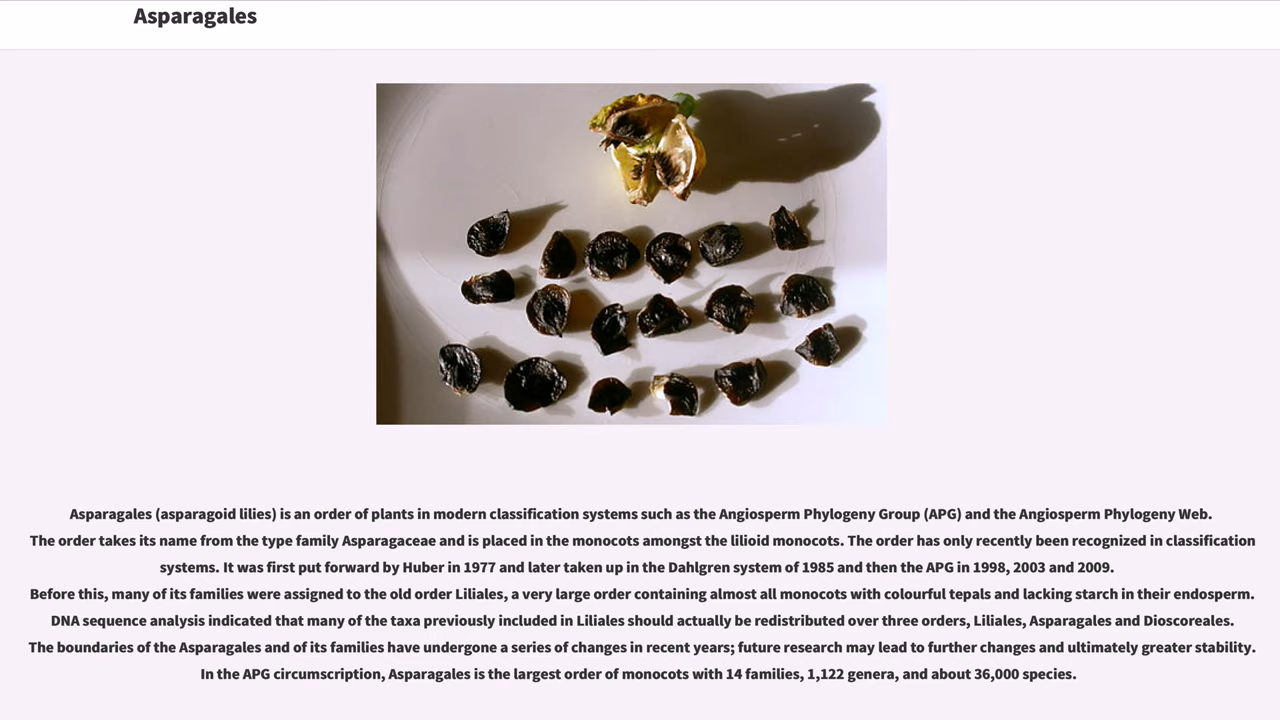 Asparagales
Asparagales (asparagoid lilies) is an order of plants in modern classification systems such as the Angiosperm Phylogeny Group (APG) and the Angiosperm Phylogeny Web.
The order takes its name from the type family Asparagaceae and is placed in the monocots amongst the lilioid monocots. The order has only recently been recognized in classification
systems. It was first put forward by Huber in 1977 and later taken up in the Dahlgren system of 1985 and then the APG in 1998, 2003 and 2009.
Before this, many of its families were assigned to the old order Liliales, a very large order containing almost all monocots with colourful tepals and lacking starch in their endosperm.
DNA sequence analysis indicated that many of the taxa previously included in Liliales should actually be redistributed over three orders, Liliales, Asparagales and Dioscoreales.
The boundaries of the Asparagales and of its families have undergone a series of changes in recent years; future research may lead to further changes and ultimately greater stability.
In the APG circumscription, Asparagales is the largest order of monocots with 14 families, 1,122 genera, and about 36,000 species.